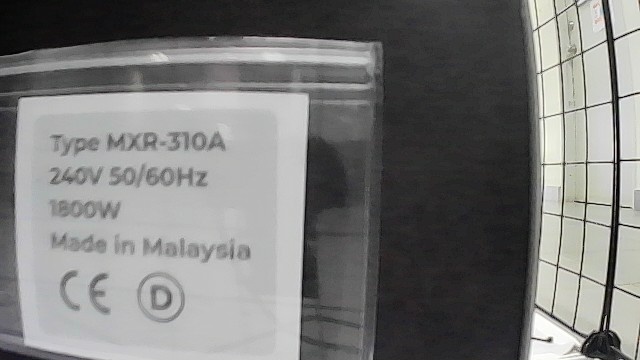 Type MXR-310A
240V 50/60Hz
1800W
Made in Malaysia
CE D